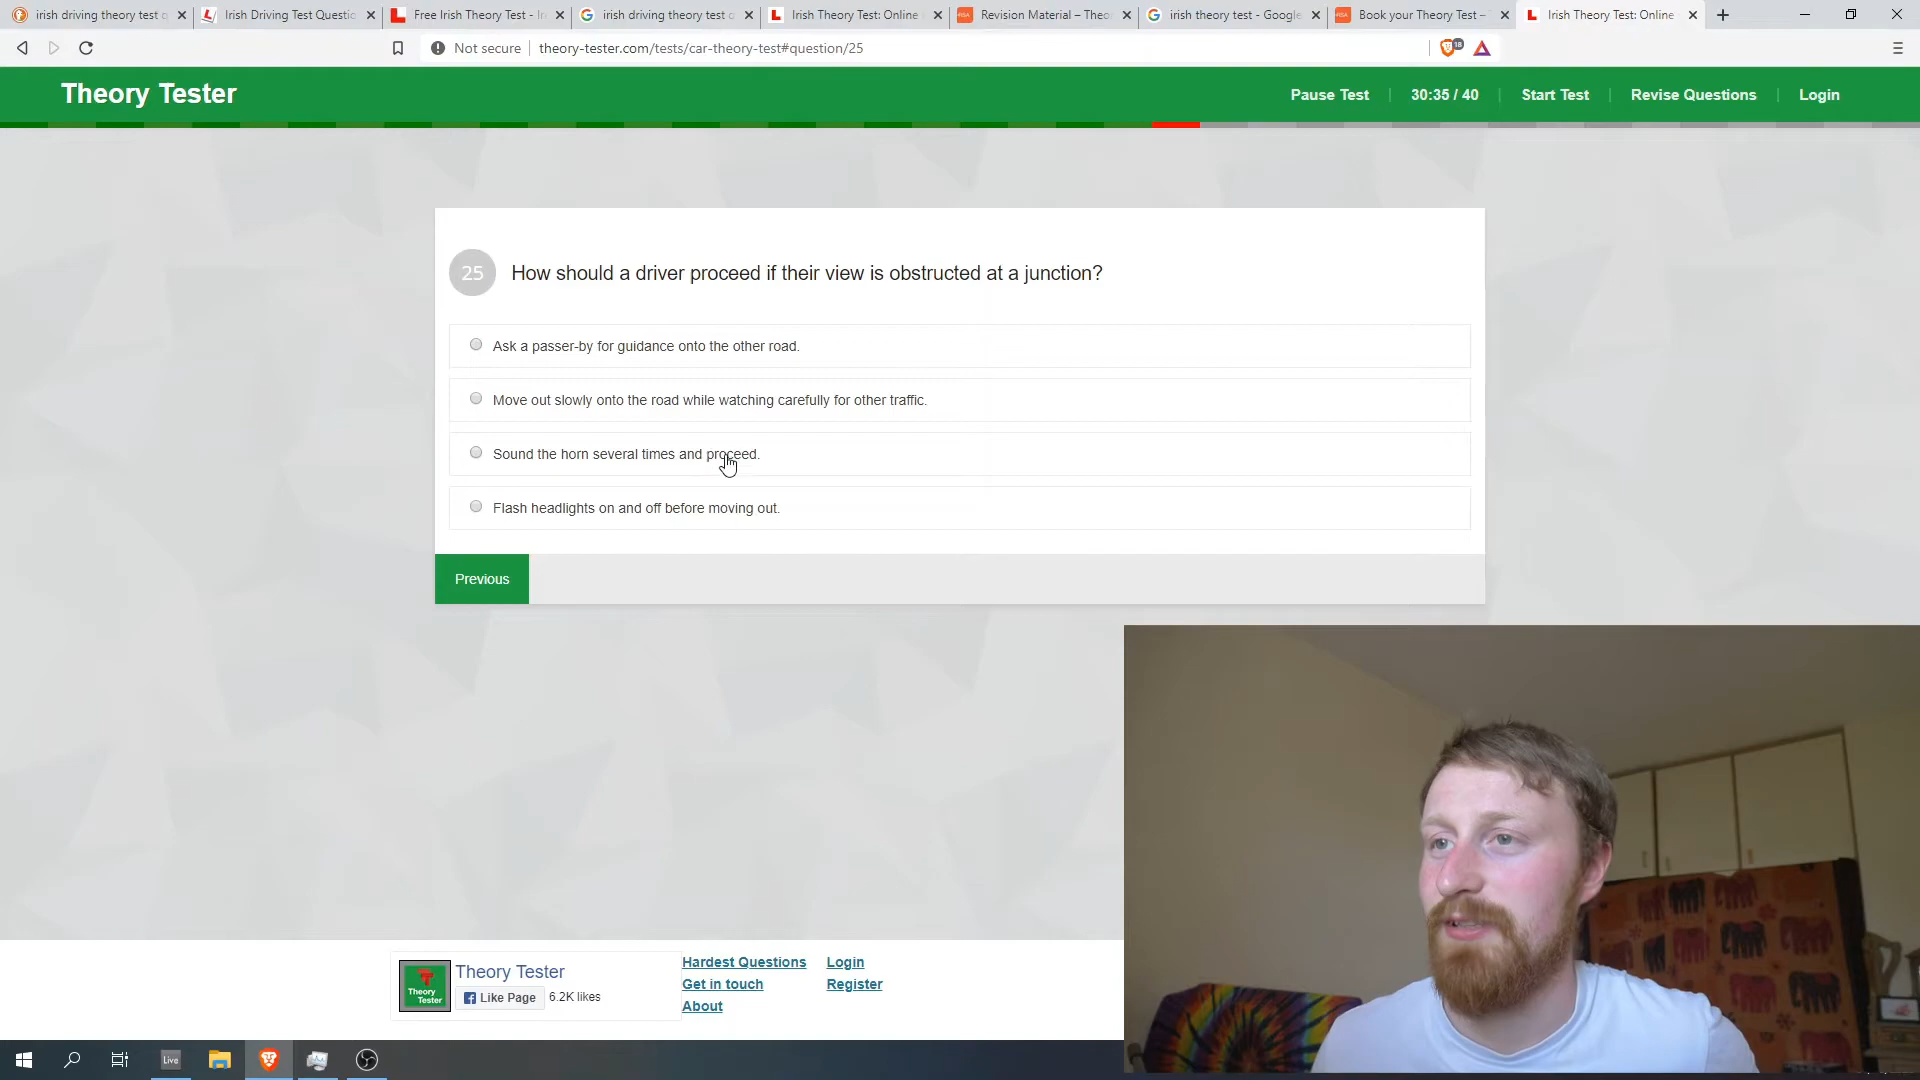 irish driving theory test q
Irish Driving Test Questio
Free Irish Theory Test - Ir
irish driving theory test q
Irish Theory Test: Online
Revision Material – Theo
irish theory test - Google
Book your Theory Test –
Irish Theory Test: Online
Not secure
theory-tester.com/tests/car-theory-test#question/25
18
Theory Tester
Pause Test
30:35 / 40
Start Test
Revise Questions
Login
25
How should a driver proceed if their view is obstructed at a junction?
Ask a passer-by for guidance onto the other road.
Move out slowly onto the road while watching carefully for other traffic.
Sound the horn several times and proceed.
Flash headlights on and off before moving out.
Previous
Theory Tester
Theory Tester
Like Page
6.2K likes
Hardest Questions
Login
Get in touch
Register
About
Live